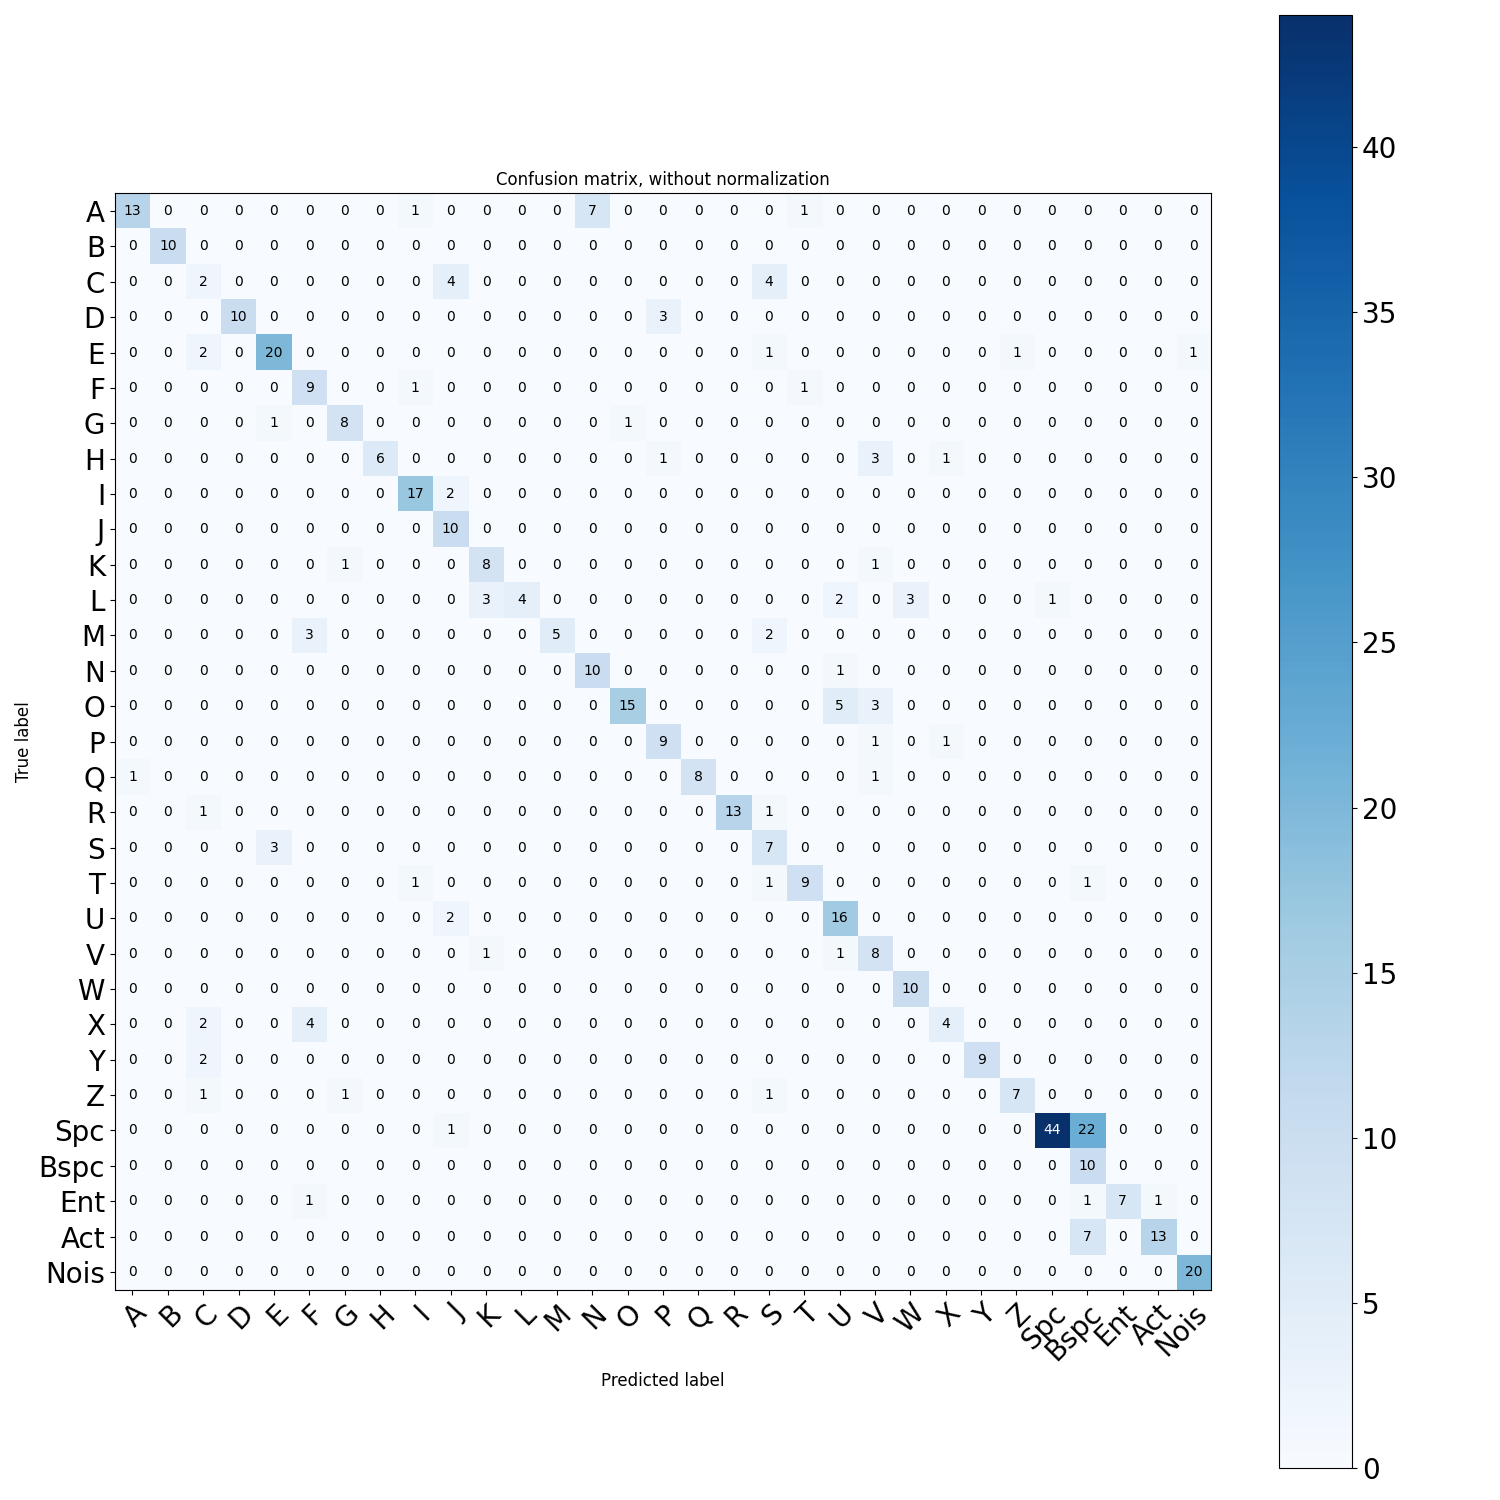 Confusion matrix, without normalization
A 13 0 0 0 0 0 0 0 1 0 0 0 0 7 0 0 0 0 0 1 0 0 0 0 0 0 0 0 0 0 0
B 0 10 0 0 0 0 0 0 0 0 0 0 0 0 0 0 0 0 0 0 0 0 0 0 0 0 0 0 0 0 0
C 0 0 2 0 0 0 0 0 0 4 0 0 0 0 0 0 0 0 4 0 0 0 0 0 0 0 0 0 0 0 0
D 0 0 0 10 0 0 0 0 0 0 0 0 0 0 0 3 0 0 0 0 0 0 0 0 0 0 0 0 0 0 0
E 0 0 2 0 20 0 0 0 0 0 0 0 0 0 0 0 0 0 1 0 0 0 0 0 0 1 0 0 0 0 1
F 0 0 0 0 0 9 0 0 1 0 0 0 0 0 0 0 0 0 0 1 0 0 0 0 0 0 0 0 0 0 0
G 0 0 0 0 1 0 8 0 0 0 0 0 0 0 1 0 0 0 0 0 0 0 0 0 0 0 0 0 0 0 0
H 0 0 0 0 0 0 0 6 0 0 0 0 0 0 0 1 0 0 0 0 0 3 0 1 0 0 0 0 0 0 0
I 0 0 0 0 0 0 0 0 17 2 0 0 0 0 0 0 0 0 0 0 0 0 0 0 0 0 0 0 0 0 0
J 0 0 0 0 0 0 0 0 0 10 0 0 0 0 0 0 0 0 0 0 0 0 0 0 0 0 0 0 0 0 0
K 0 0 0 0 0 0 1 0 0 0 8 0 0 0 0 0 0 0 0 0 0 1 0 0 0 0 0 0 0 0 0
L 0 0 0 0 0 0 0 0 0 0 3 4 0 0 0 0 0 0 0 0 2 0 3 0 0 0 1 0 0 0 0
M 0 0 0 0 0 3 0 0 0 0 0 0 5 0 0 0 0 0 2 0 0 0 0 0 0 0 0 0 0 0 0
N 0 0 0 0 0 0 0 0 0 0 0 0 0 10 0 0 0 0 0 0 1 0 0 0 0 0 0 0 0 0 0
O 0 0 0 0 0 0 0 0 0 0 0 0 0 0 15 0 0 0 0 0 5 3 0 0 0 0 0 0 0 0 0
P 0 0 0 0 0 0 0 0 0 0 0 0 0 0 0 9 0 0 0 0 0 1 0 1 0 0 0 0 0 0 0
Q 1 0 0 0 0 0 0 0 0 0 0 0 0 0 0 0 8 0 0 0 0 1 0 0 0 0 0 0 0 0 0
R 0 0 1 0 0 0 0 0 0 0 0 0 0 0 0 0 0 13 1 0 0 0 0 0 0 0 0 0 0 0 0
S 0 0 0 0 3 0 0 0 0 0 0 0 0 0 0 0 0 0 7 0 0 0 0 0 0 0 0 0 0 0 0
T 0 0 0 0 0 0 0 0 1 0 0 0 0 0 0 0 0 0 1 9 0 0 0 0 0 0 0 1 0 0 0
U 0 0 0 0 0 0 0 0 0 2 0 0 0 0 0 0 0 0 0 0 16 0 0 0 0 0 0 0 0 0 0
V 0 0 0 0 0 0 0 0 0 0 1 0 0 0 0 0 0 0 0 0 1 8 0 0 0 0 0 0 0 0 0
W 0 0 0 0 0 0 0 0 0 0 0 0 0 0 0 0 0 0 0 0 0 0 10 0 0 0 0 0 0 0 0
X 0 0 2 0 0 4 0 0 0 0 0 0 0 0 0 0 0 0 0 0 0 0 0 4 0 0 0 0 0 0 0
Y 0 0 2 0 0 0 0 0 0 0 0 0 0 0 0 0 0 0 0 0 0 0 0 0 9 0 0 0 0 0 0
Z 0 0 1 0 0 0 1 0 0 0 0 0 0 0 0 0 0 0 1 0 0 0 0 0 0 7 0 0 0 0 0
Spc 0 0 0 0 0 0 0 0 0 1 0 0 0 0 0 0 0 0 0 0 0 0 0 0 0 0 44 22 0 0 0
Bspc 0 0 0 0 0 0 0 0 0 0 0 0 0 0 0 0 0 0 0 0 0 0 0 0 0 0 0 10 0 0 0
Ent 0 0 0 0 0 1 0 0 0 0 0 0 0 0 0 0 0 0 0 0 0 0 0 0 0 0 0 1 7 1 0
Act 0 0 0 0 0 0 0 0 0 0 0 0 0 0 0 0 0 0 0 0 0 0 0 0 0 0 0 7 0 13 0
Nois 0 0 0 0 0 0 0 0 0 0 0 0 0 0 0 0 0 0 0 0 0 0 0 0 0 0 0 0 0 0 20
A B C D E F G H I J K L M N O P Q R S T U V W X Y Z Spc Bspc Ent Act Nois
Predicted label
True label
40
35
30
25
20
15
10
5
0